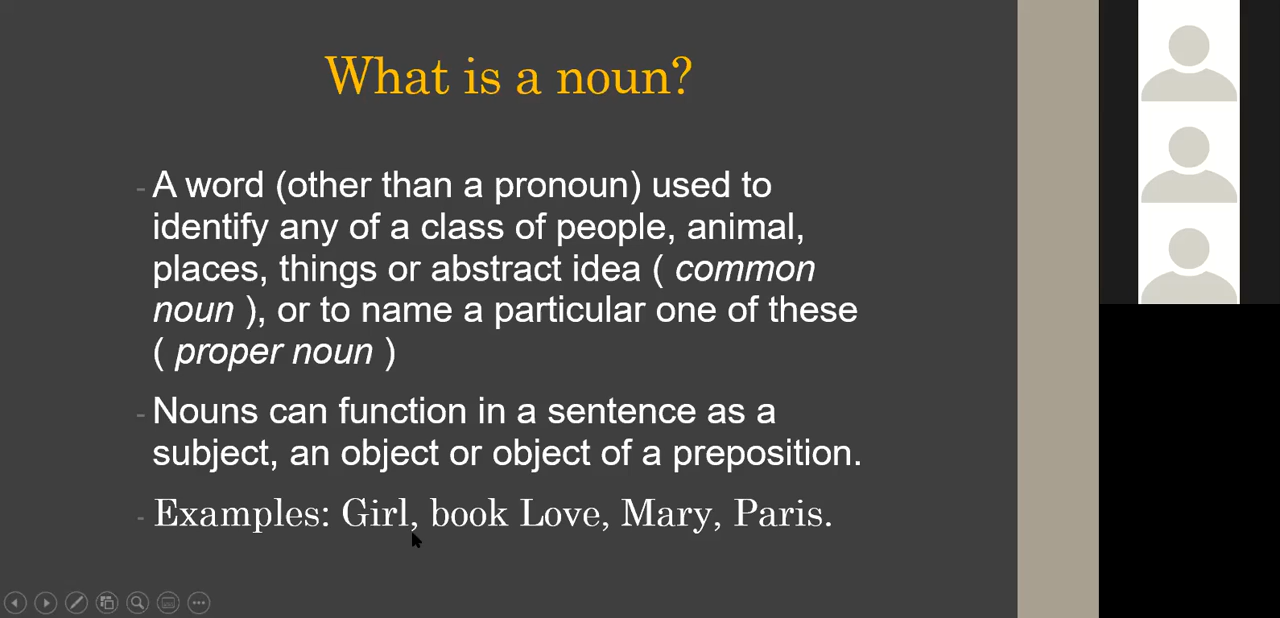 What is a noun?
- A word (other than a pronoun) used to
identify any of a class of people, animal,
places, things or abstract idea ( common
noun ), or to name a particular one of these
( proper noun )
- Nouns can function in a sentence as a
subject, an object or object of a preposition.
- Examples: Girl, book Love, Mary, Paris.